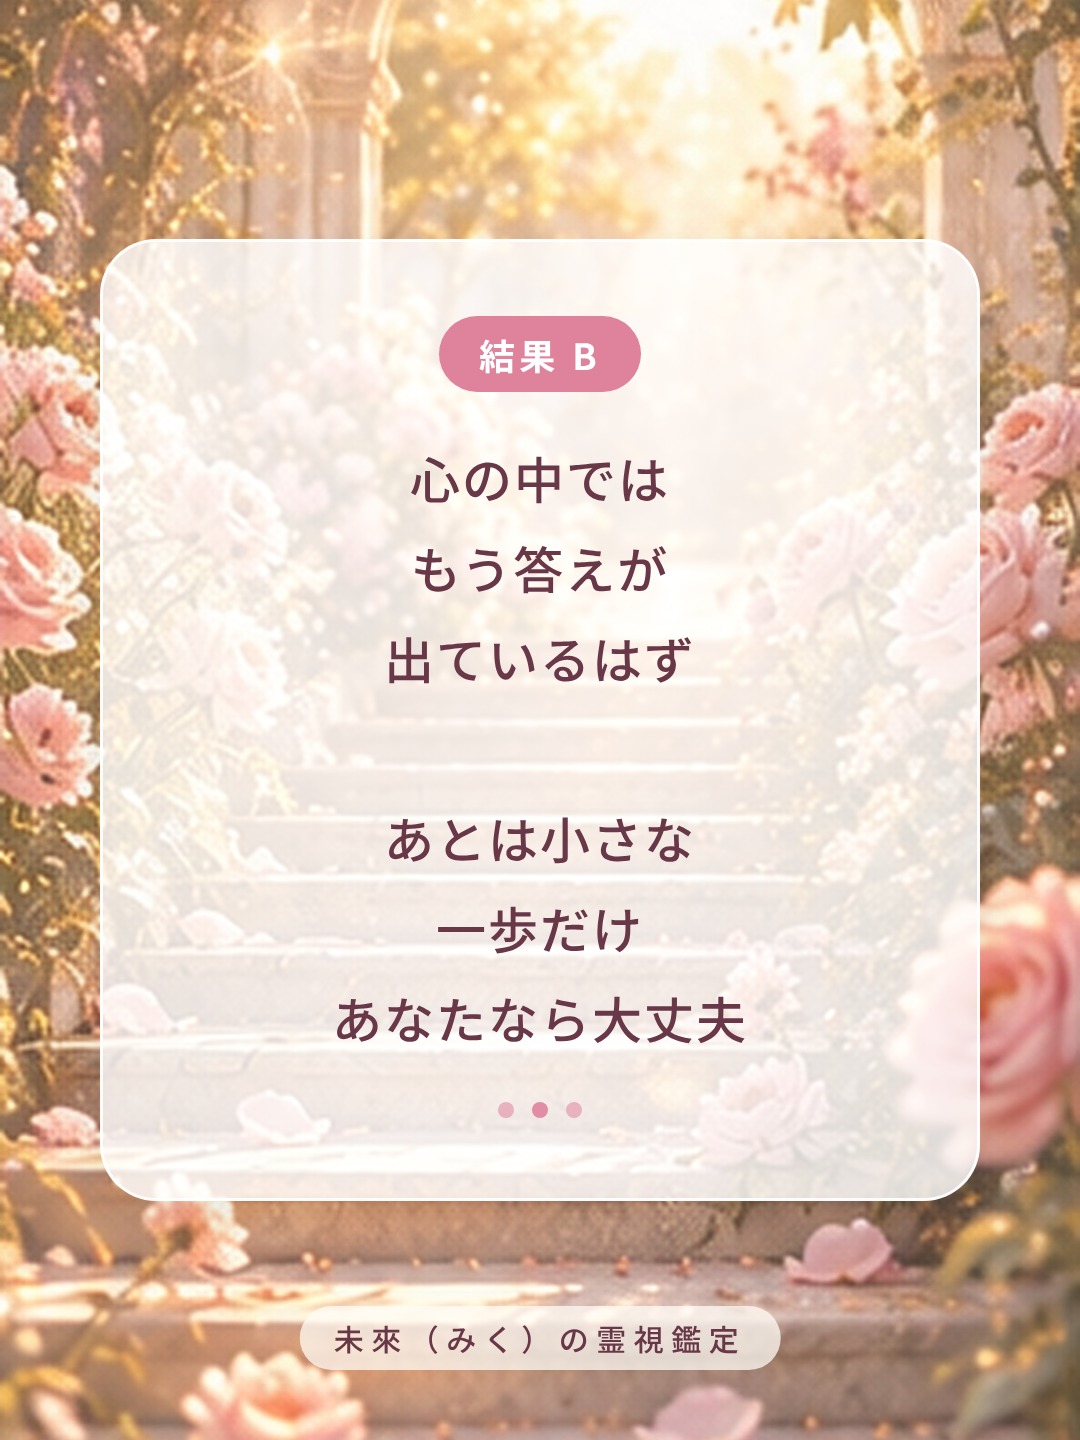 結果 B
心の中では
もう答えが
出ているはず
あとは小さな
一歩だけ
あなたなら大丈夫
未來（みく）の霊視鑑定